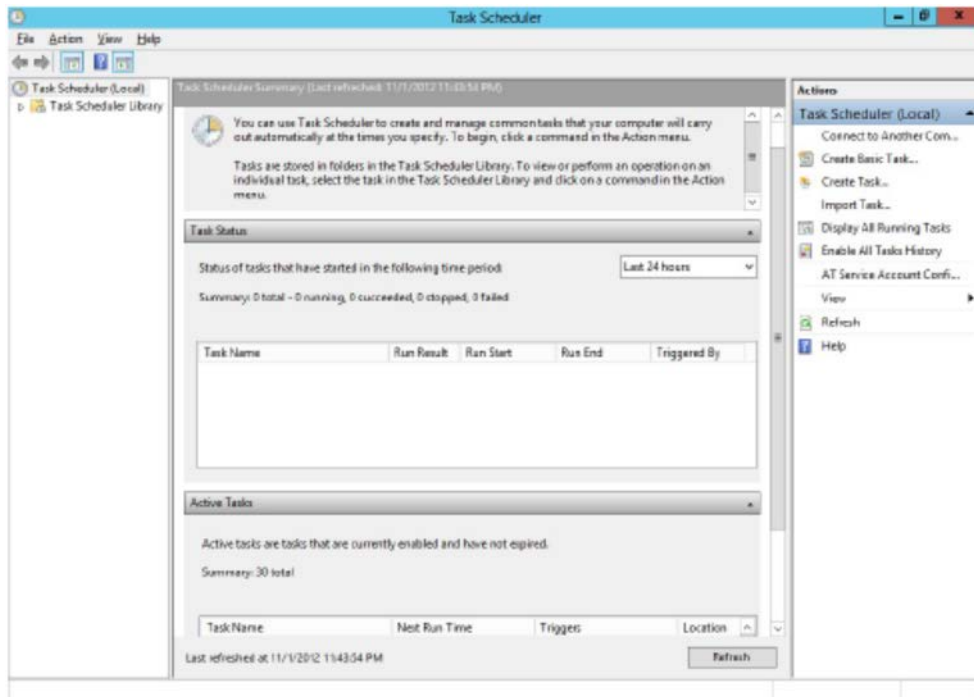 Task Scheduler
File Action View Help
Task Scheduler (Local)
Task Scheduler Library
Task Scheduler Summary (Last refreshed: 11/1/2012 11:43:54 PM)
You can use Task Scheduler to create and manage common tasks that your computer will carry
out automatically at the times you specify. To begin, click a command in the Action menu.
Tasks are stored in folders in the Task Scheduler Library. To view or perform an operation on an
individual task, select the task in the Task Scheduler Library and click on a command in the Action
menu.
Task Status
Status of tasks that have started in the following time period:
Last 24 hours
Summary: 0 total - 0 running, 0 succeeded, 0 stopped, 0 failed
Task Name Run Result Run Start Run End Triggered By
Active Tasks
Active tasks are tasks that are currently enabled and have not expired.
Summary: 30 total
Task Name Next Run Time Triggers Location
Last refreshed at 11/1/2012 11:43:54 PM
Refresh
Actions
Task Scheduler (Local)
Connect to Another Com...
Create Basic Task...
Create Task...
Import Task...
Display All Running Tasks
Enable All Tasks History
AT Service Account Confi...
View
Refresh
Help